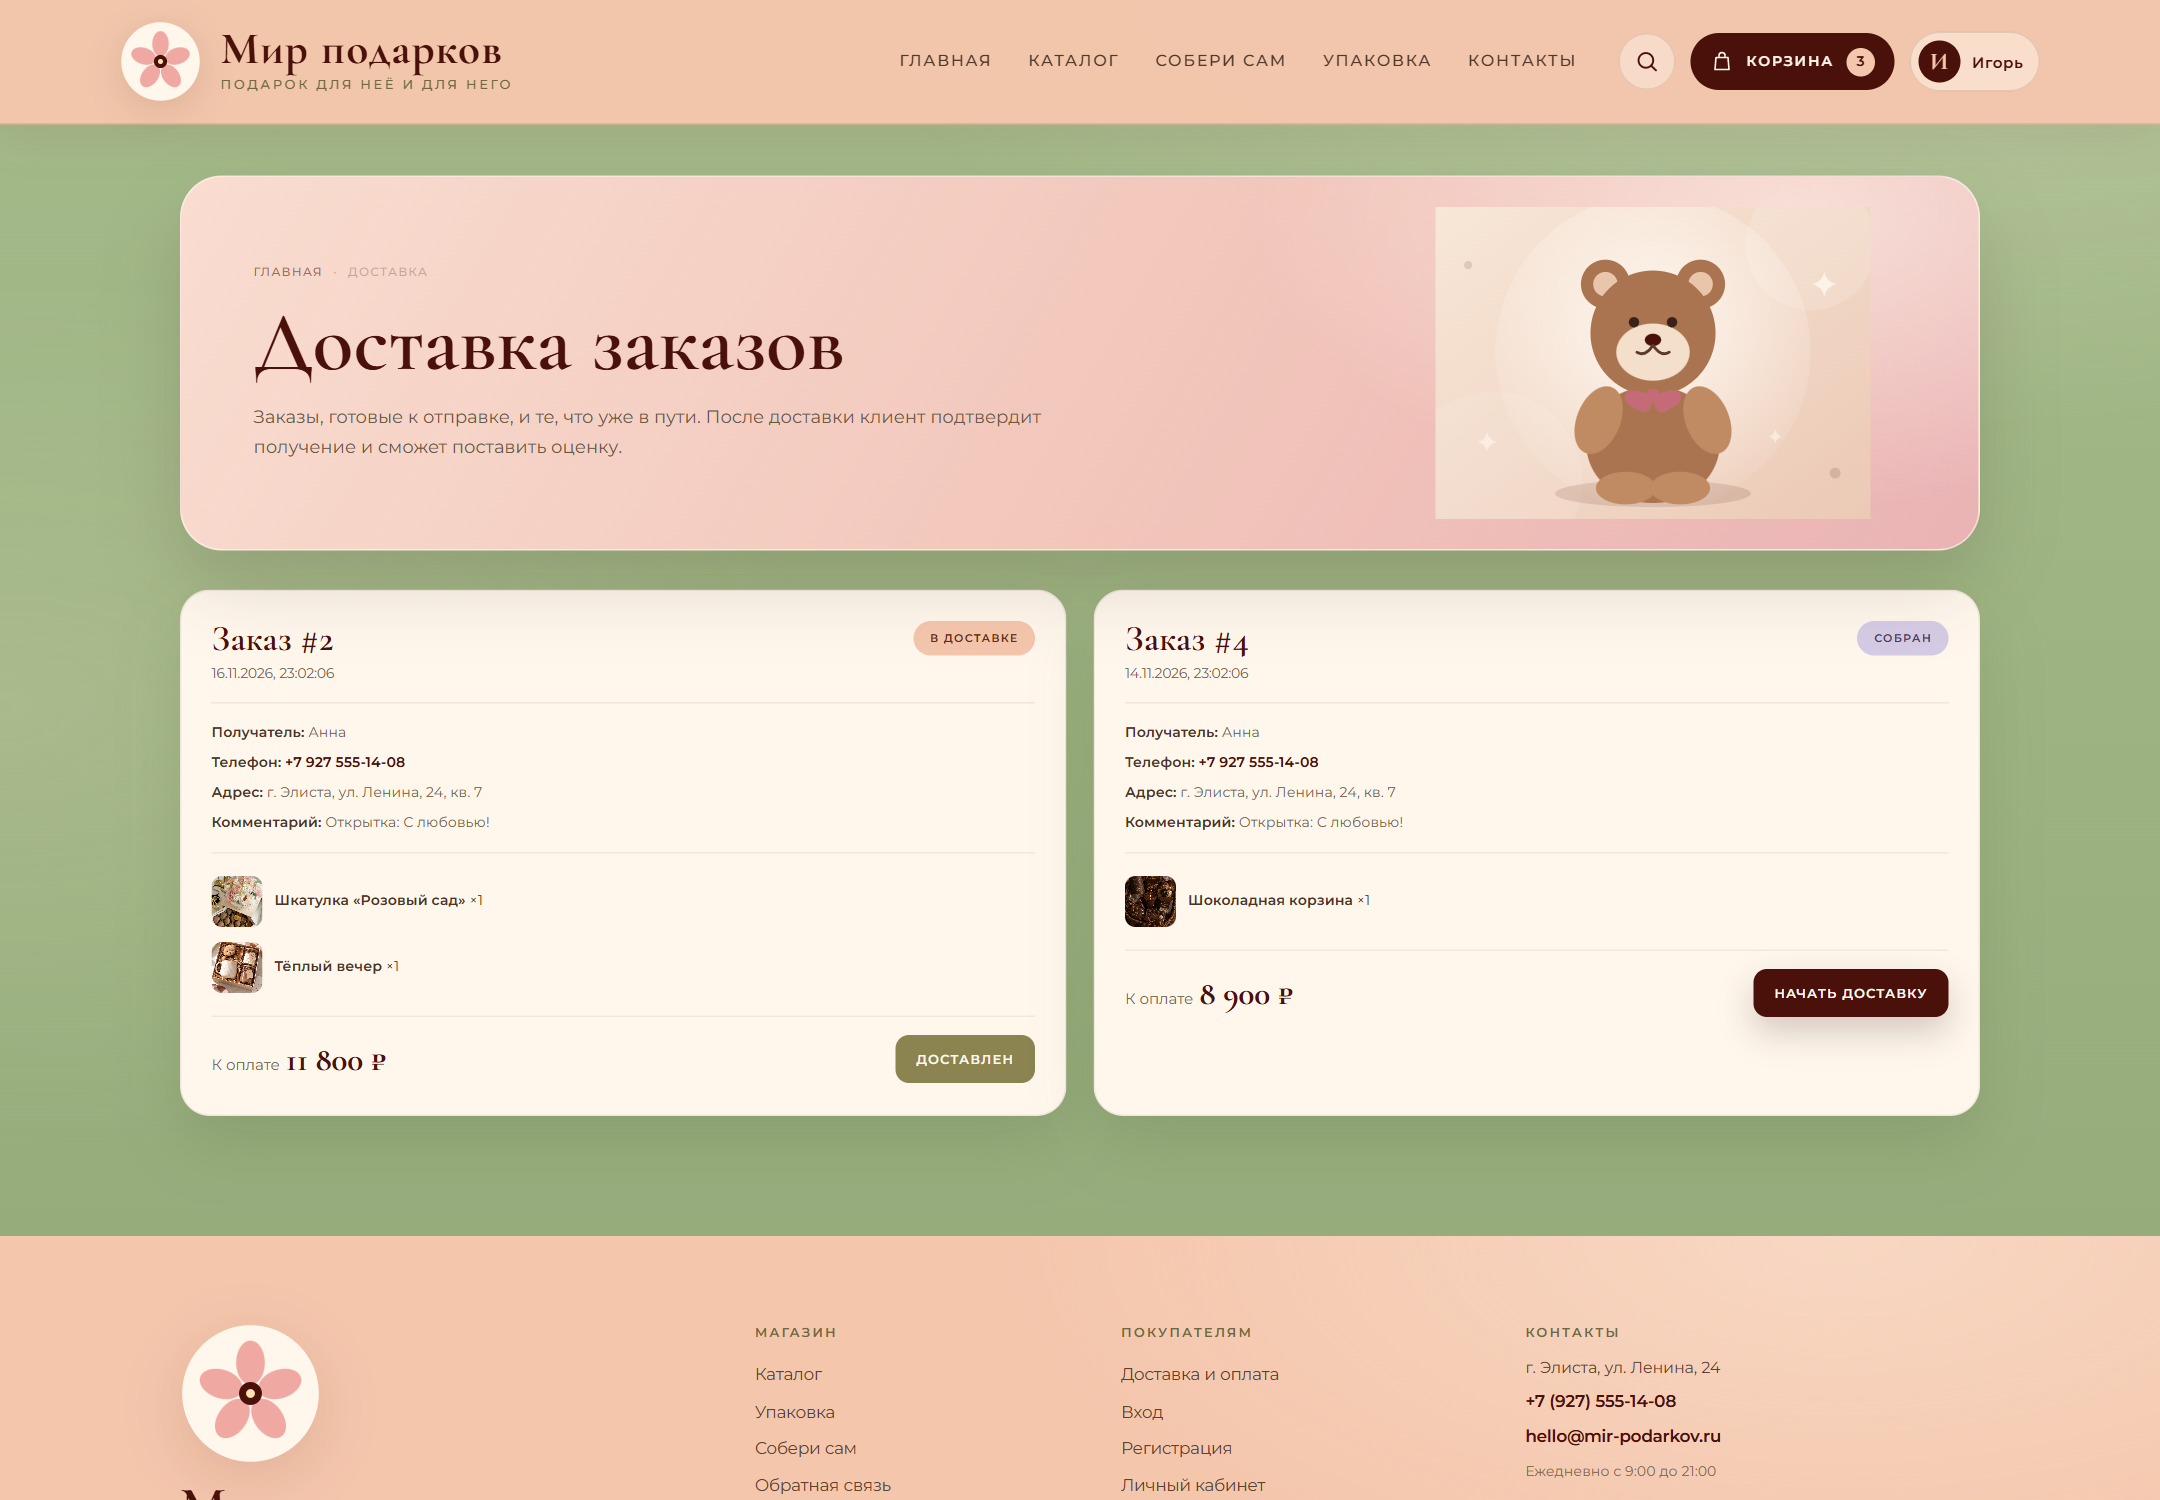 Мир подарков
ПОДАРОК ДЛЯ НЕЁ И ДЛЯ НЕГО
ГЛАВНАЯ КАТАЛОГ СОБЕРИ САМ УПАКОВКА КОНТАКТЫ
КОРЗИНА 3
И Игорь
ГЛАВНАЯ · ДОСТАВКА
Доставка заказов
Заказы, готовые к отправке, и те, что уже в пути. После доставки клиент подтвердит
получение и сможет поставить оценку.
Заказ #2
В ДОСТАВКЕ
16.11.2026, 23:02:06
Получатель: Анна
Телефон: +7 927 555-14-08
Адрес: г. Элиста, ул. Ленина, 24, кв. 7
Комментарий: Открытка: С любовью!
Шкатулка «Розовый сад» ×1
Тёплый вечер ×1
К оплате 11 800 ₽
ДОСТАВЛЕН
Заказ #4
СОБРАН
14.11.2026, 23:02:06
Получатель: Анна
Телефон: +7 927 555-14-08
Адрес: г. Элиста, ул. Ленина, 24, кв. 7
Комментарий: Открытка: С любовью!
Шоколадная корзина ×1
К оплате 8 900 ₽
НАЧАТЬ ДОСТАВКУ
МАГАЗИН
Каталог
Упаковка
Собери сам
Обратная связь
ПОКУПАТЕЛЯМ
Доставка и оплата
Вход
Регистрация
Личный кабинет
КОНТАКТЫ
г. Элиста, ул. Ленина, 24
+7 (927) 555-14-08
hello@mir-podarkov.ru
Ежедневно с 9:00 до 21:00